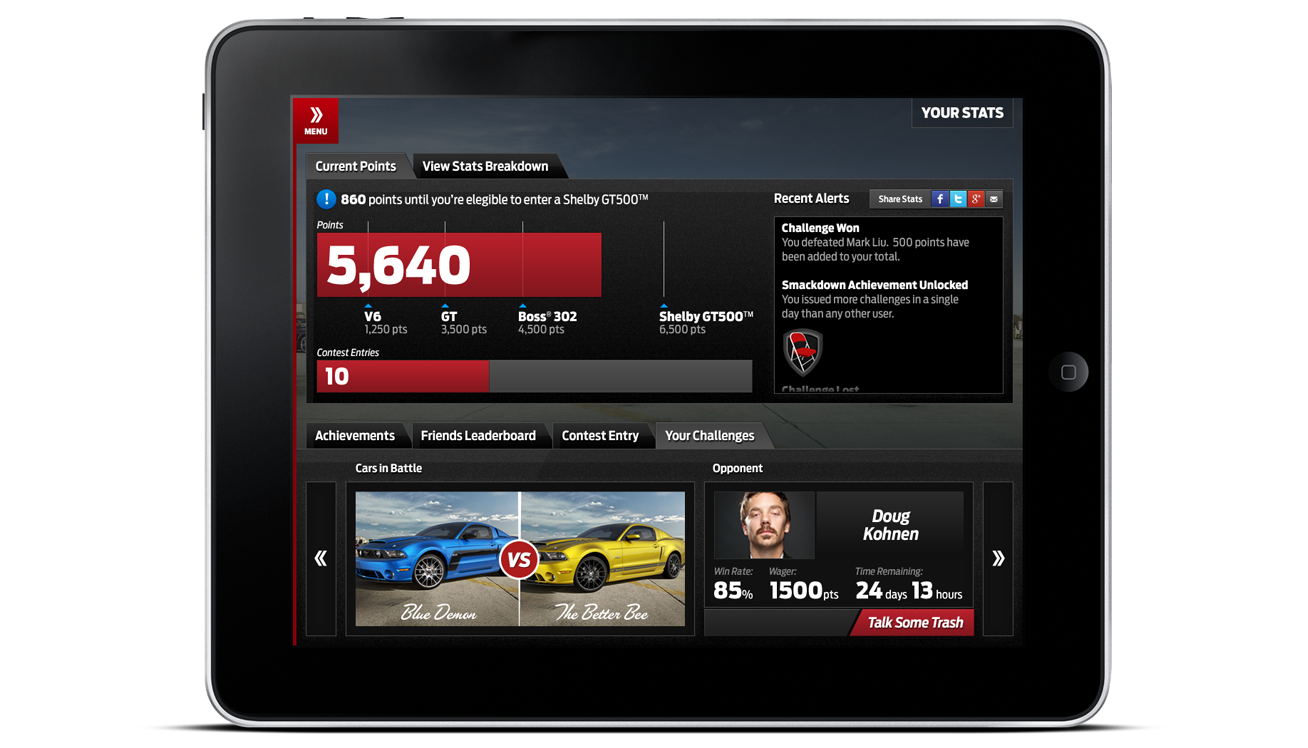 MENU
YOUR STATS
Current Points
View Stats Breakdown
! 860 points until you're elegible to enter a Shelby GT500™
Points
5,640
V6
1,250 pts
GT
3,500 pts
Boss® 302
4,500 pts
Shelby GT500™
6,500 pts
Contest Entries
10
Recent Alerts
Share Stats
Challenge Won
You defeated Mark Liu. 500 points have
been added to your total.
Smackdown Achievement Unlocked
You issued more challenges in a single
day than any other user.
Challenge Lost
Achievements
Friends Leaderboard
Contest Entry
Your Challenges
Cars in Battle
VS
Blue Demon
The Better Bee
Opponent
Doug
Kohnen
Win Rate:
85%
Wager:
1500pts
Time Remaining:
24 days 13 hours
Talk Some Trash